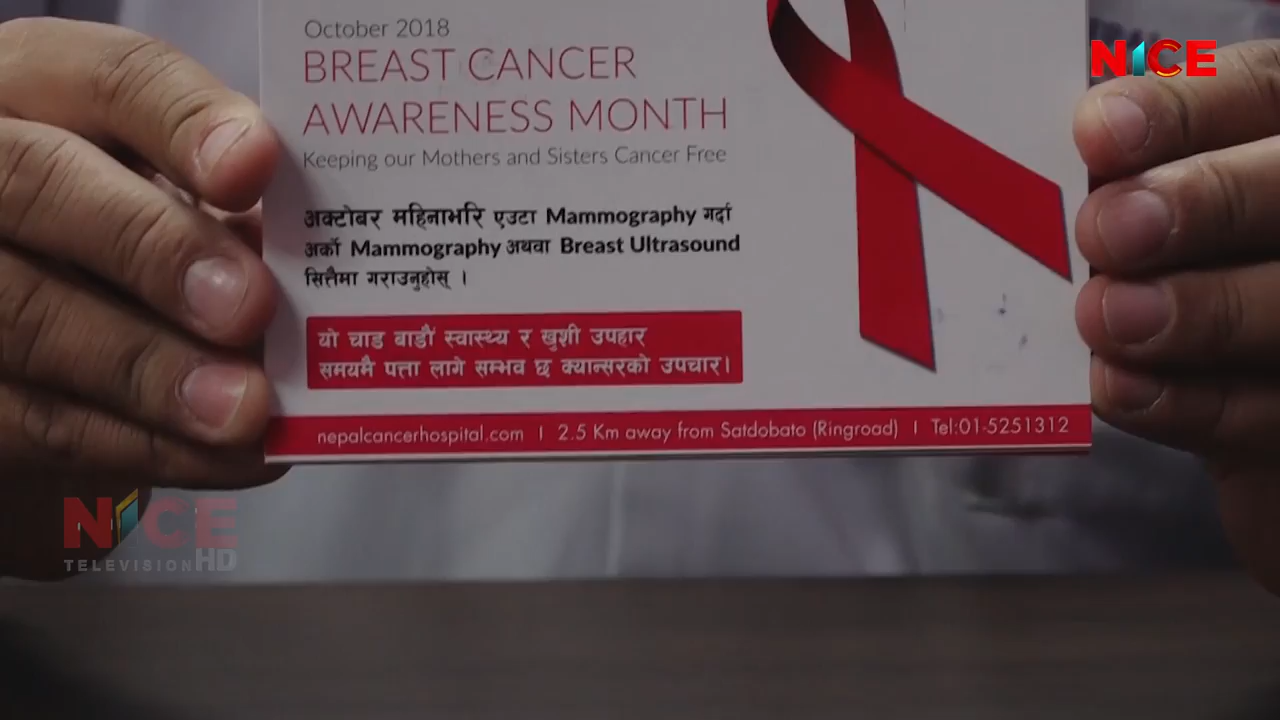 October 2018
BREAST CANCER
AWARENESS MONTH
Keeping our Mothers and Sisters Cancer Free
अक्टोबर महिनाभरि एउटा Mammography गर्दा
अर्को Mammography अथवा Breast Ultrasound
सित्तैमा गराउनुहोस् ।
यो चाड बाडौं स्वास्थ्य र खुशी उपहार
समयमै पत्ता लागे सम्भव छ क्यान्सरको उपचार।
nepalcancerhospital.com | 2.5 Km away from Satdobato (Ringroad) | Tel:01-5251312
NICE
NICE
TELEVISION HD